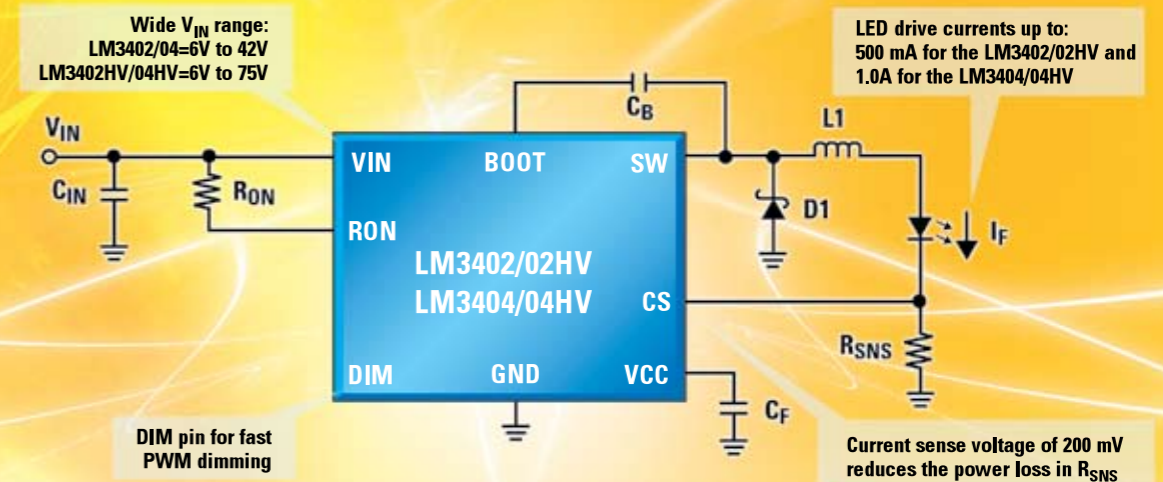 Wide VIN range:
LM3402/04=6V to 42V
LM3402HV/04HV=6V to 75V
LED drive currents up to:
500 mA for the LM3402/02HV and
1.0A for the LM3404/04HV
CB
L1
VIN
CIN
RON
VIN
BOOT
SW
D1
IF
RON
LM3402/02HV
LM3404/04HV
CS
RSNS
DIM
GND
VCC
CF
DIM pin for fast
PWM dimming
Current sense voltage of 200 mV
reduces the power loss in RSNS